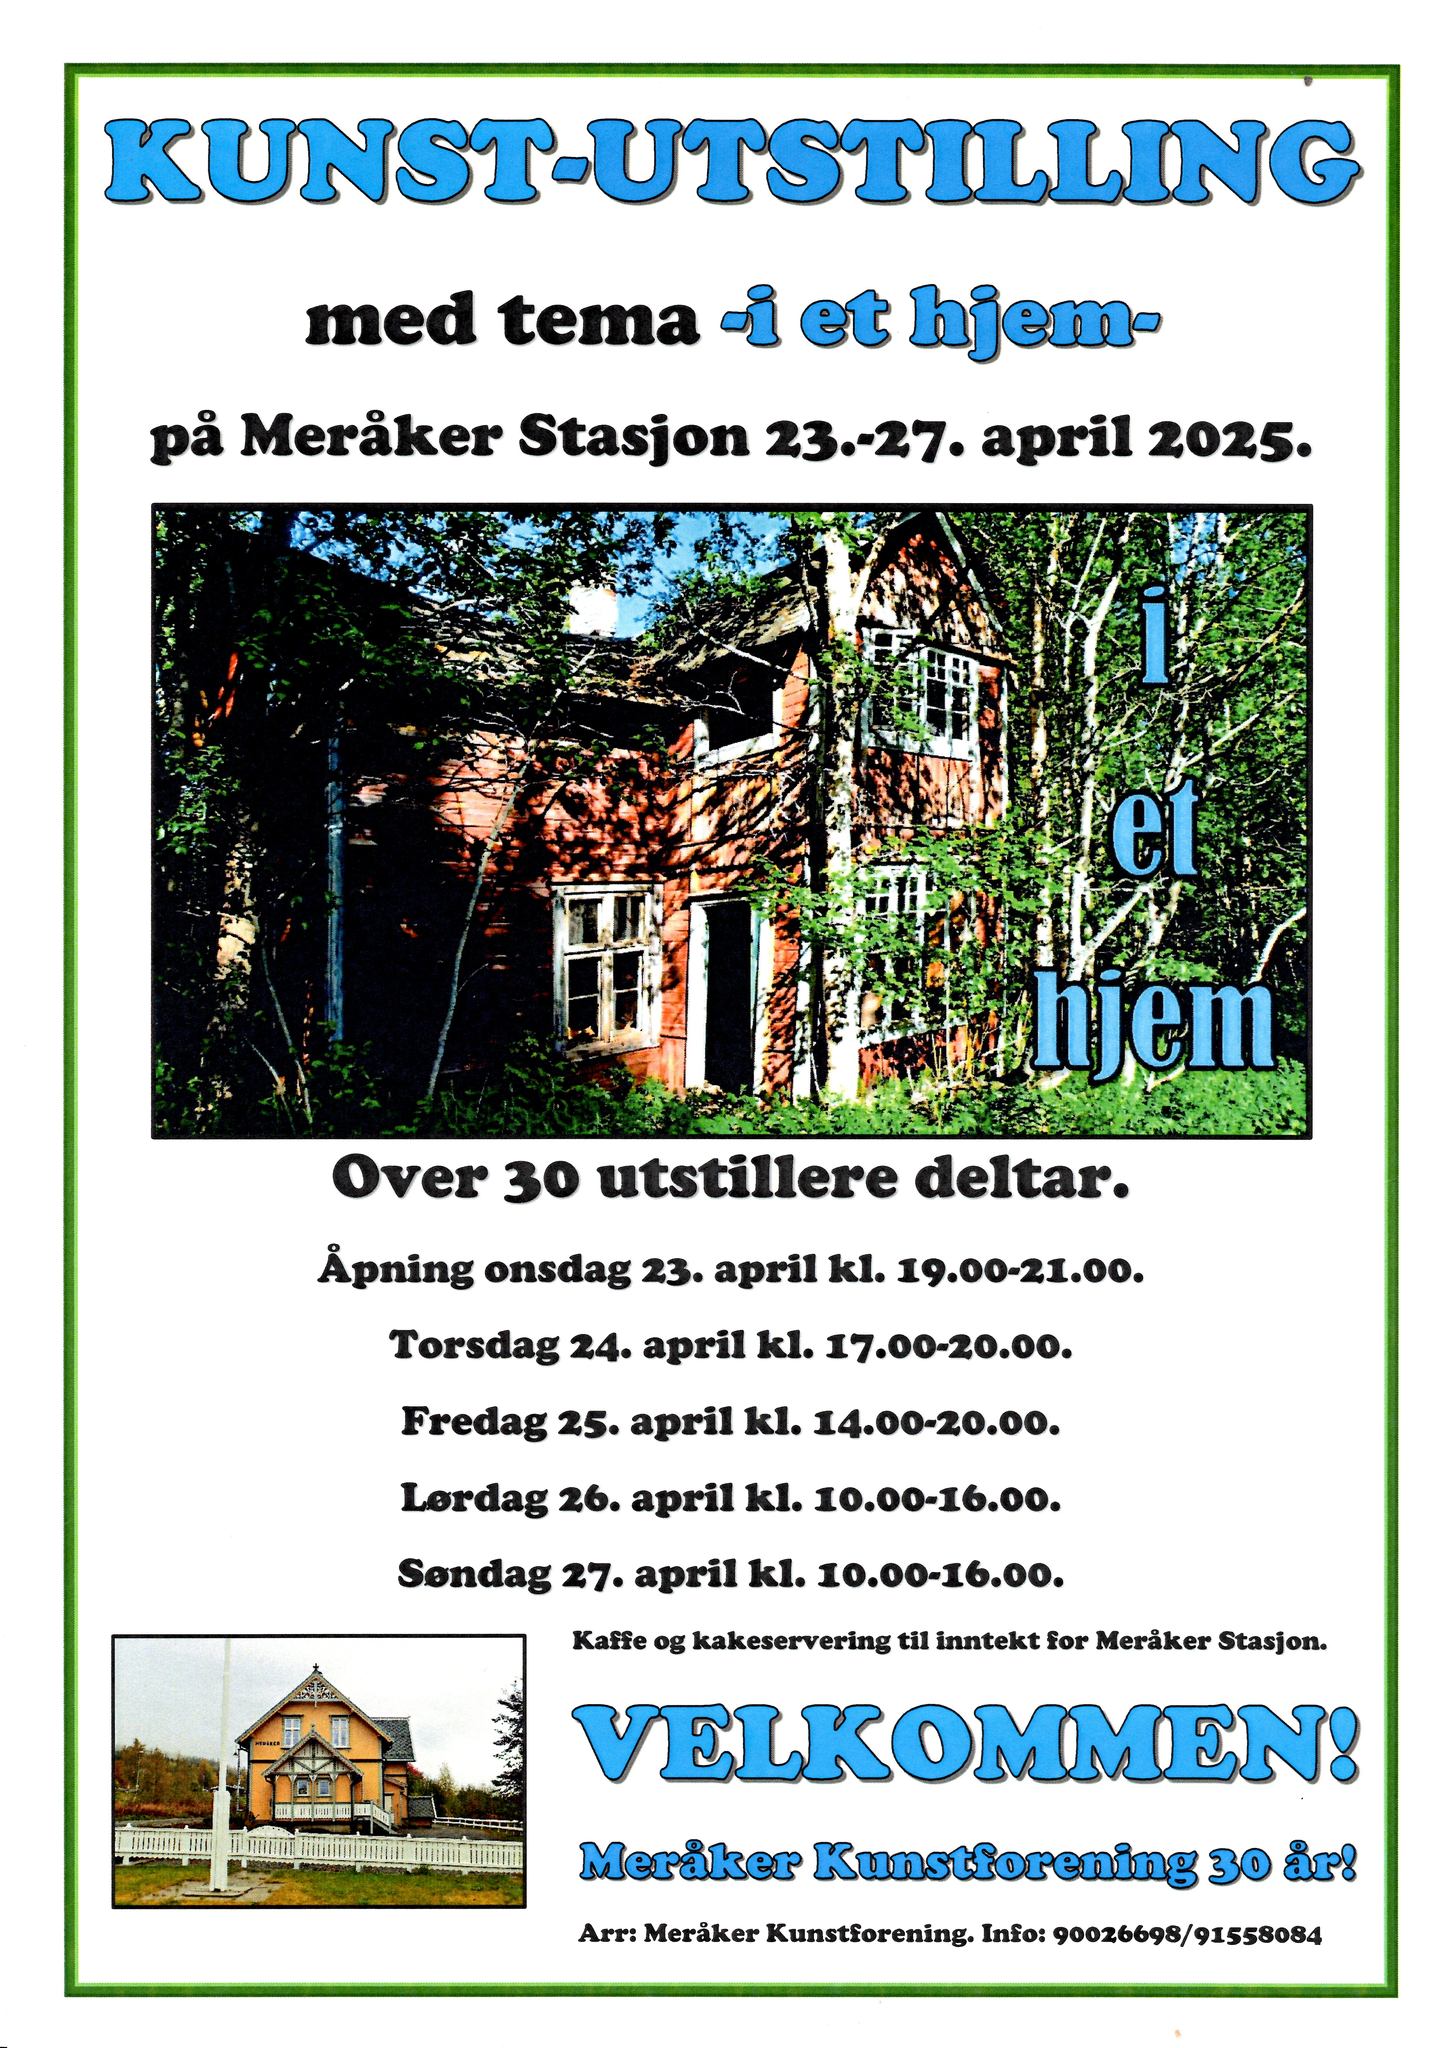 KUNST-UTSTILLING
med tema -i et hjem-
på Meråker Stasjon 23.-27. april 2025.
i
et
hjem
Over 30 utstillere deltar.
Åpning onsdag 23. april kl. 19.00-21.00.
Torsdag 24. april kl. 17.00-20.00.
Fredag 25. april kl. 14.00-20.00.
Lørdag 26. april kl. 10.00-16.00.
Søndag 27. april kl. 10.00-16.00.
Kaffe og kakeservering til inntekt for Meråker Stasjon.
MERÅKER
VELKOMMEN!
Meråker Kunstforening 30 år!
Arr: Meråker Kunstforening. Info: 90026698/91558084